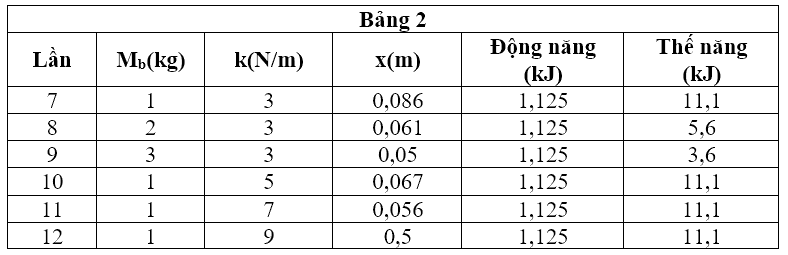 Bảng 2
Lần M_b(kg) k(N/m) x(m) Động năng (kJ) Thế năng (kJ)
7 1 3 0,086 1,125 11,1
8 2 3 0,061 1,125 5,6
9 3 3 0,05 1,125 3,6
10 1 5 0,067 1,125 11,1
11 1 7 0,056 1,125 11,1
12 1 9 0,5 1,125 11,1